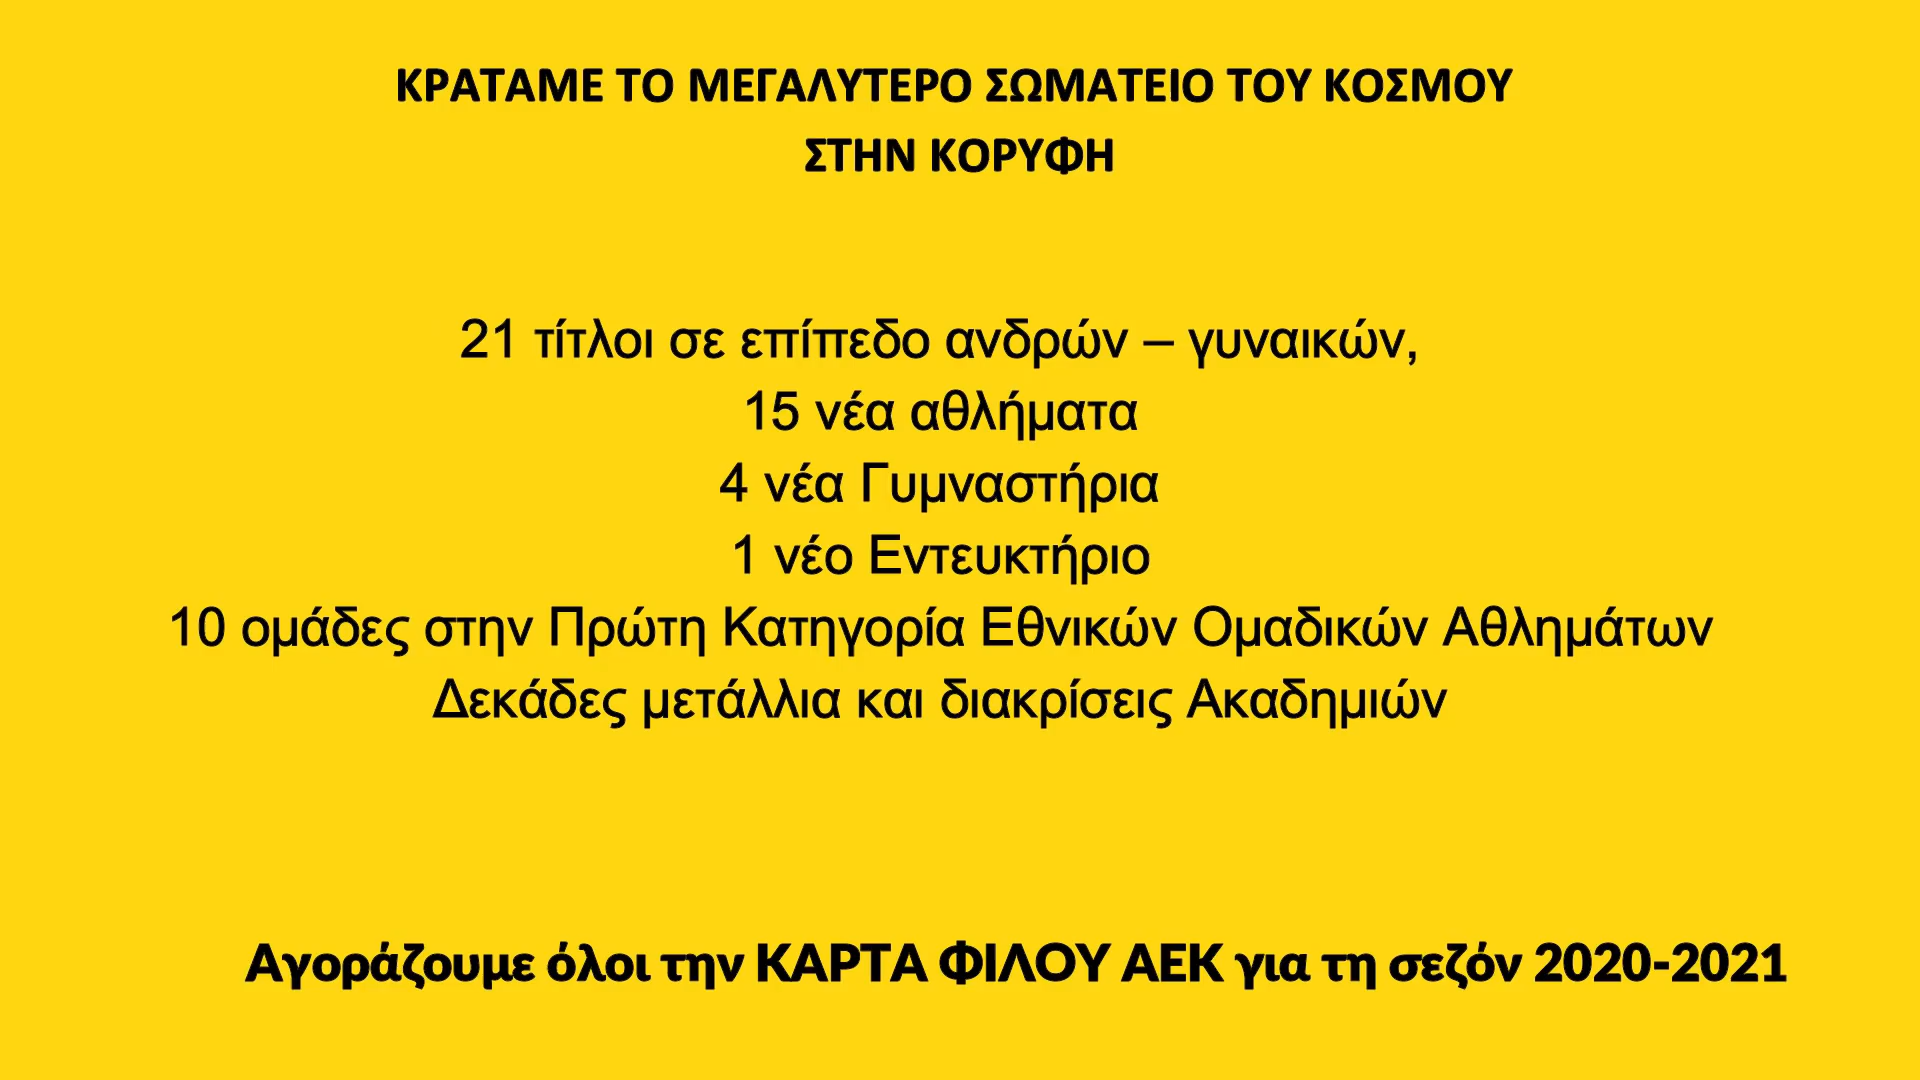 ΚΡΑΤΑΜΕ ΤΟ ΜΕΓΑΛΥΤΕΡΟ ΣΩΜΑΤΕΙΟ ΤΟΥ ΚΟΣΜΟΥ
ΣΤΗΝ ΚΟΡΥΦΗ
21 τίτλοι σε επίπεδο ανδρών – γυναικών,
15 νέα αθλήματα
4 νέα Γυμναστήρια
1 νέο Εντευκτήριο
10 ομάδες στην Πρώτη Κατηγορία Εθνικών Ομαδικών Αθλημάτων
Δεκάδες μετάλλια και διακρίσεις Ακαδημιών
Αγοράζουμε όλοι την ΚΑΡΤΑ ΦΙΛΟΥ ΑΕΚ για τη σεζόν 2020-2021